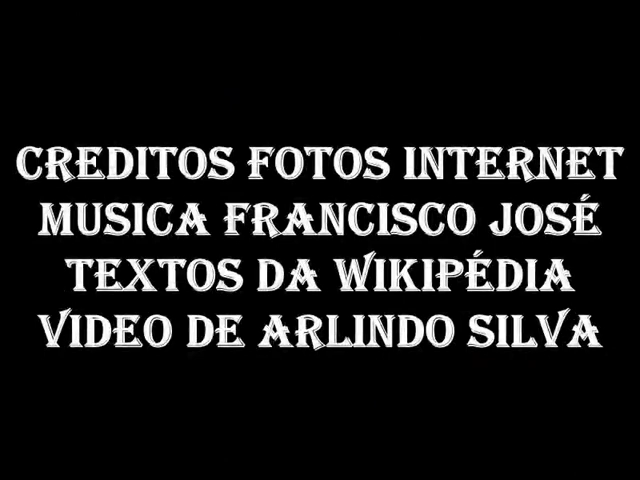 CREDITOS FOTOS INTERNET
MUSICA FRANCISCO JOSÉ
TEXTOS DA WIKIPÉDIA
VIDEO DE ARLINDO SILVA